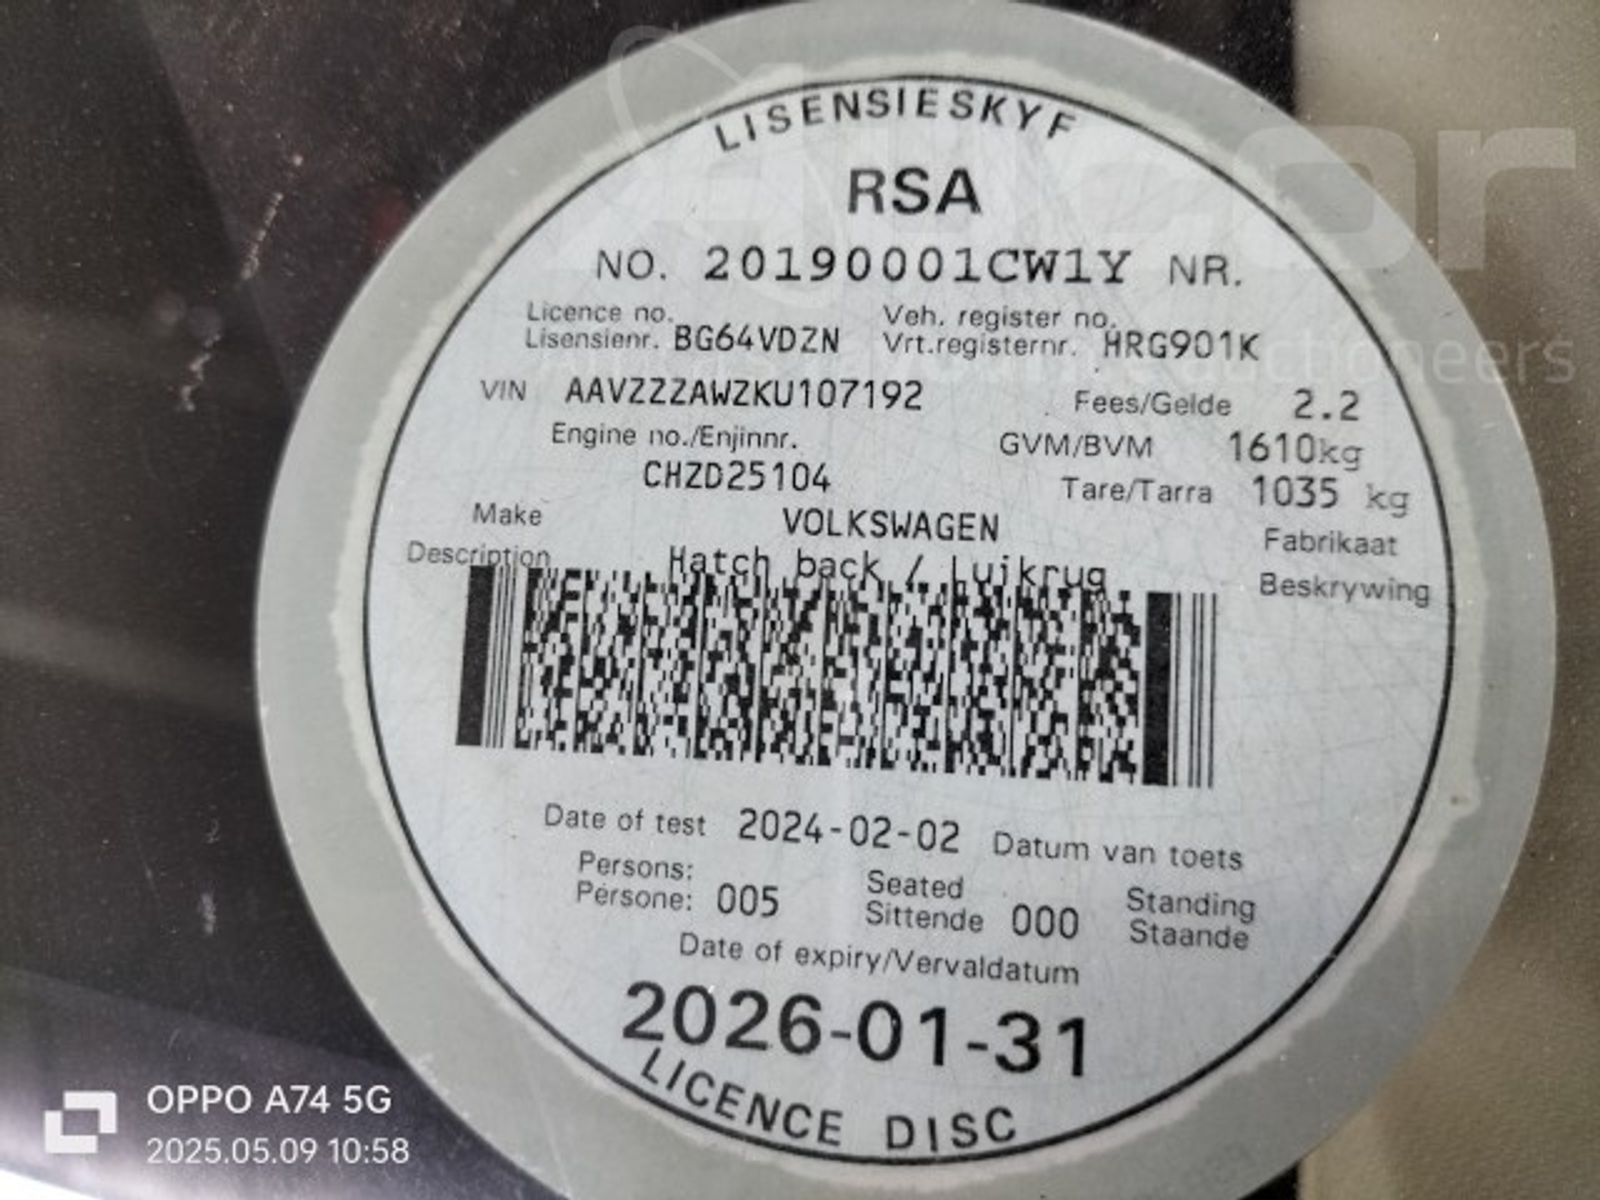 LISENSIESKYF
RSA
NO. 20190001CW1Y NR.
Licence no.
Lisensienr. BG64VDZN
Veh. register no.
Vrt.registernr. HRG901K
VIN AAVZZZAWZKU107192
Fees/Gelde 2.2
Engine no./Enjinnr.
CHZD25104
GVM/BVM 1610kg
Tare/Tarra 1035 kg
Make VOLKSWAGEN Fabrikaat
Description Hatch back / Luikrug Beskrywing
Date of test 2024-02-02 Datum van toets
Persons:
Persone: 005
Seated
Sittende 000
Standing
Staande
Date of expiry/Vervaldatum
2026-01-31
LICENCE DISC
OPPO A74 5G
2025.05.09 10:58